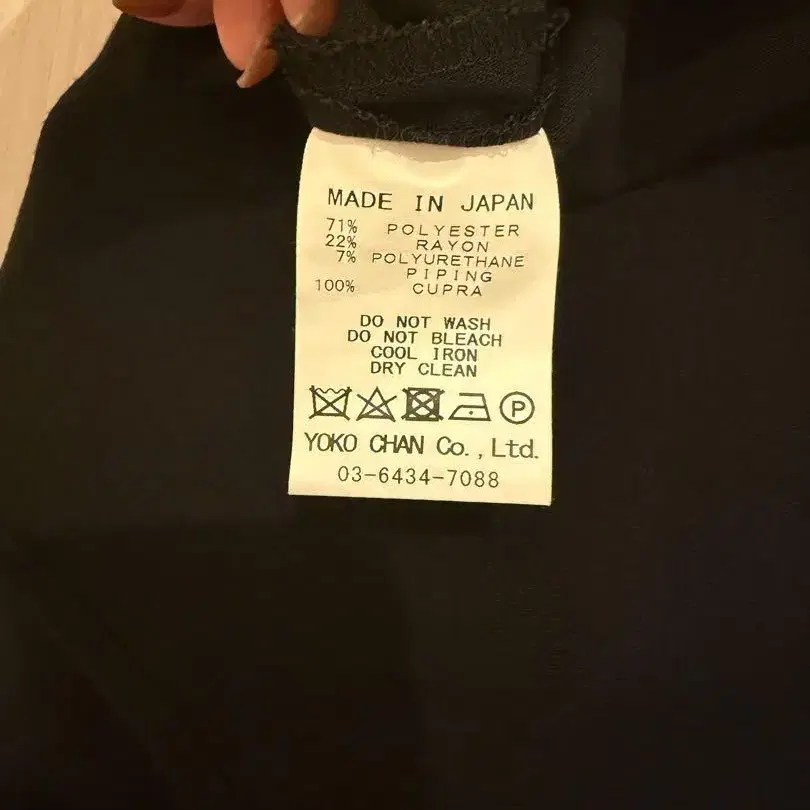 MADE IN JAPAN
71% POLYESTER
22% RAYON
7% POLYURETHANE
PIPING
100% CUPRA
DO NOT WASH
DO NOT BLEACH
COOL IRON
DRY CLEAN
P
YOKO CHAN Co.,Ltd.
03-6434-7088